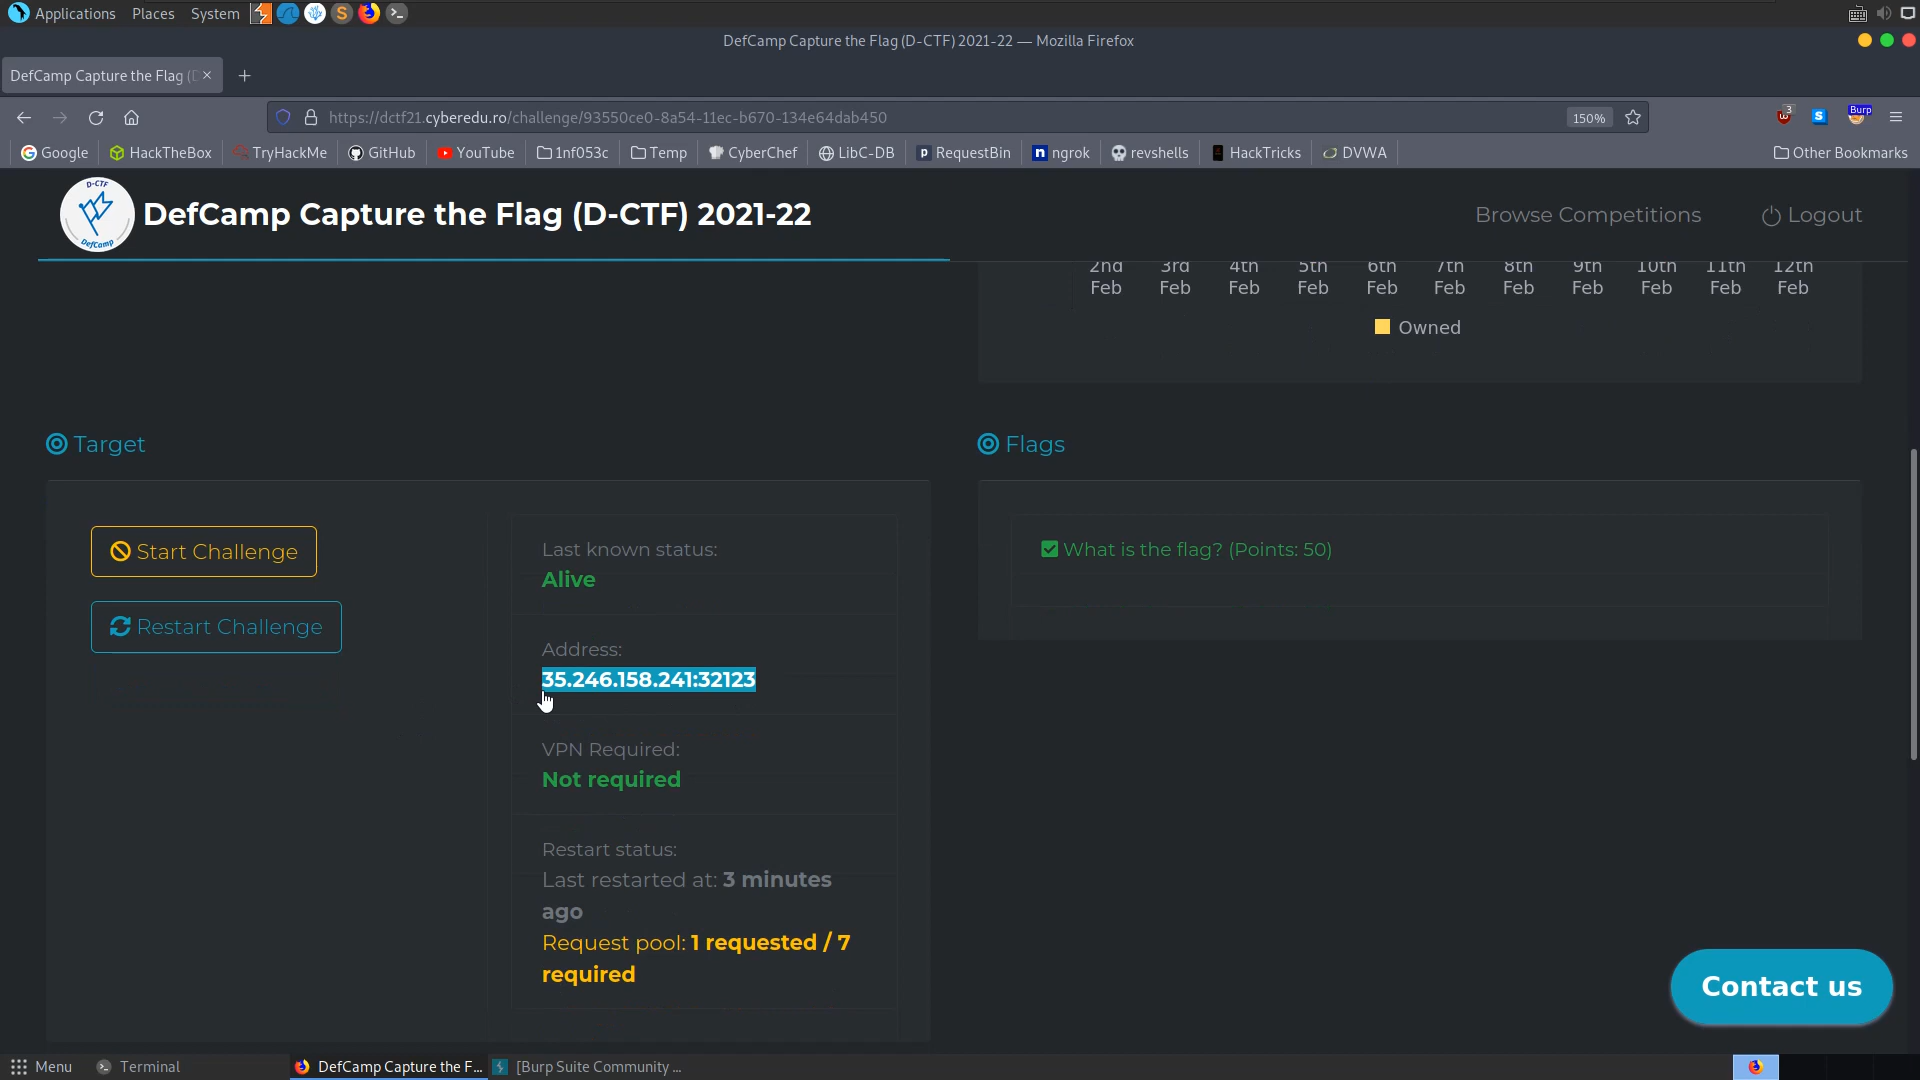 Applications Places System
DefCamp Capture the Flag (D-CTF) 2021-22 — Mozilla Firefox
DefCamp Capture the Flag (D
https://dctf21.cyberedu.ro/challenge/93550ce0-8a54-11ec-b670-134e64dab450 150% 3 S Burp
Google HackTheBox TryHackMe GitHub YouTube 1nf053c Temp CyberChef LibC-DB RequestBin ngrok revshells HackTricks DVWA Other Bookmarks
D-CTF
DefCamp
DefCamp Capture the Flag (D-CTF) 2021-22 Browse Competitions Logout
2nd 3rd 4th 5th 6th 7th 8th 9th 10th 11th 12th
Feb Feb Feb Feb Feb Feb Feb Feb Feb Feb Feb
Owned
Target
Start Challenge
Restart Challenge
Last known status:
Alive
Address:
35.246.158.241:32123
VPN Required:
Not required
Restart status:
Last restarted at: 3 minutes
ago
Request pool: 1 requested / 7
required
Flags
What is the flag? (Points: 50)
Contact us
Menu Terminal DefCamp Capture the F... [Burp Suite Community ...